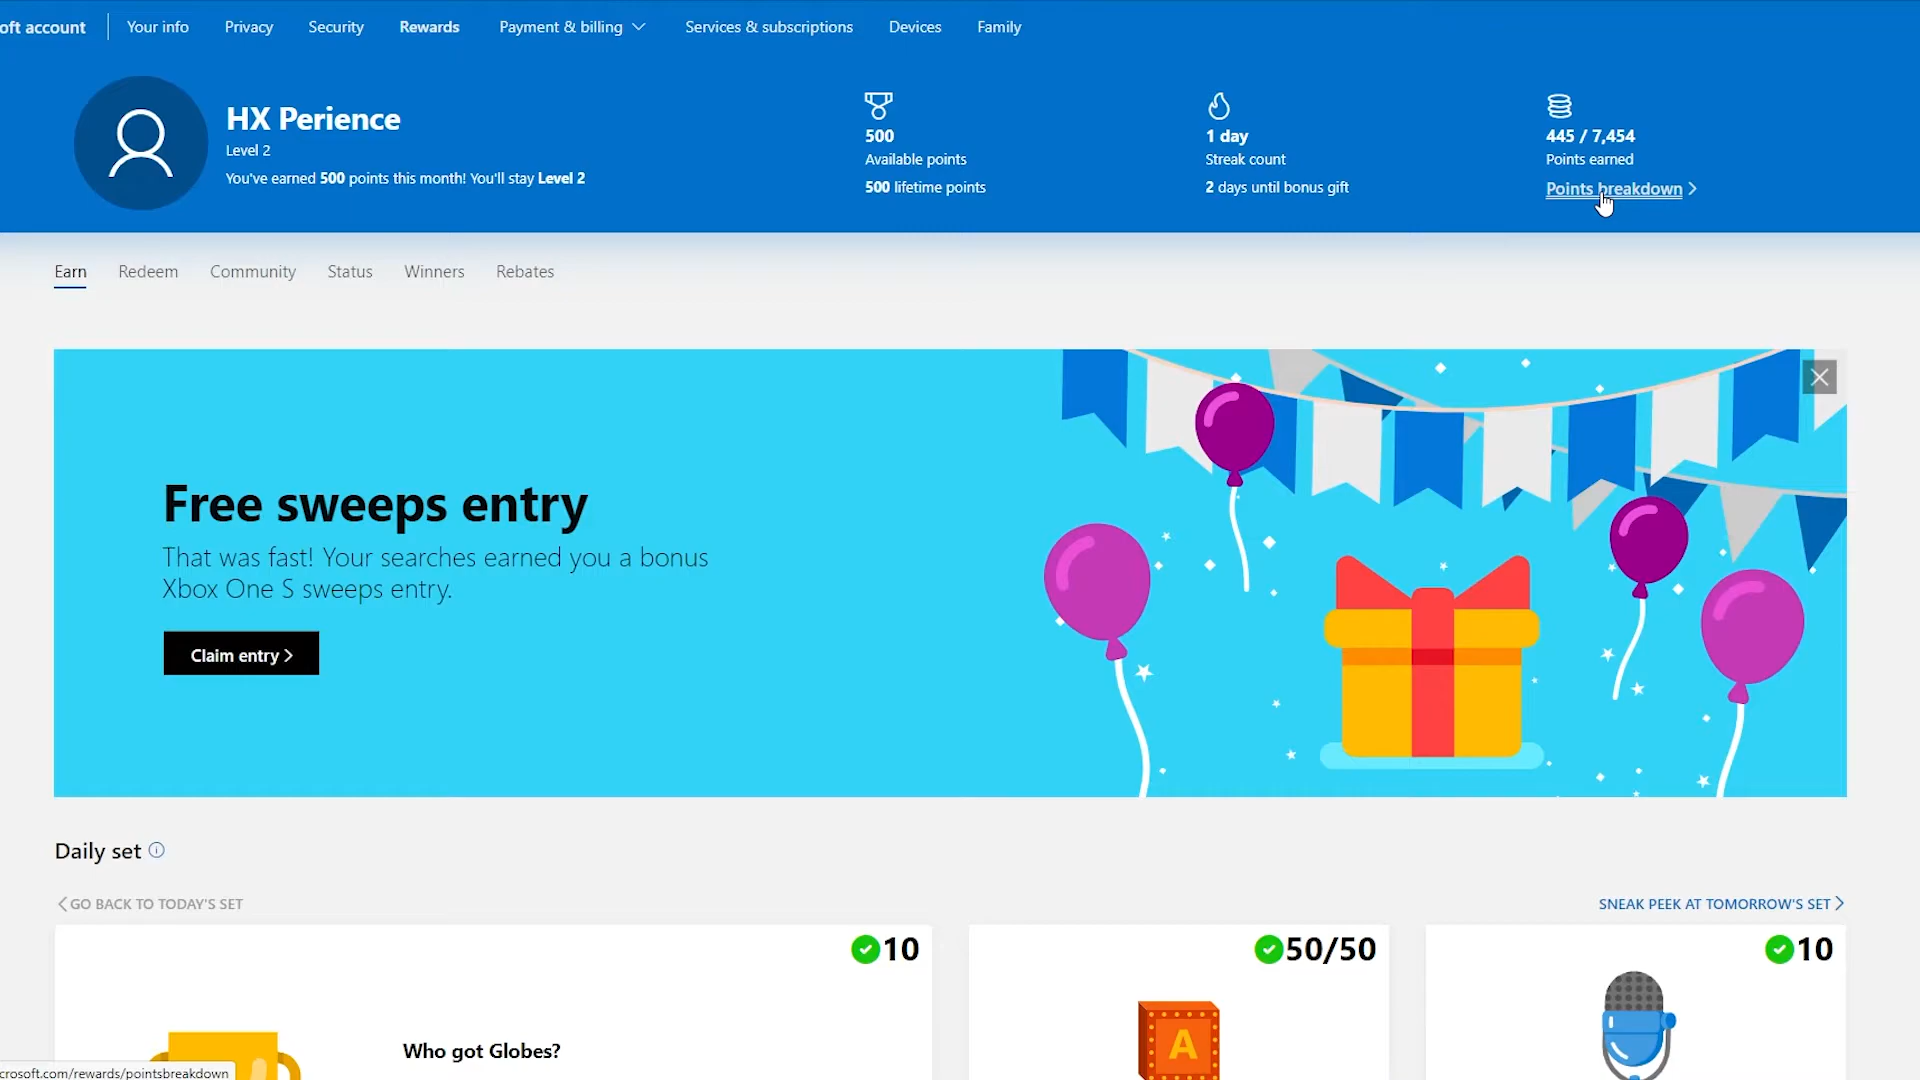 oft account
Your info
Privacy
Security
Rewards
Payment & billing
Services & subscriptions
Devices
Family
HX Perience
Level 2
You've earned 500 points this month! You'll stay Level 2
500
Available points
500 lifetime points
1 day
Streak count
2 days until bonus gift
445 / 7,454
Points earned
Points breakdown
Earn
Redeem
Community
Status
Winners
Rebates
Free sweeps entry
That was fast! Your searches earned you a bonus
Xbox One S sweeps entry.
Claim entry
Daily set
GO BACK TO TODAY'S SET
SNEAK PEEK AT TOMORROW'S SET
10
50/50
10
Who got Globes?
A
crosoft.com/rewards/pointsbreakdown